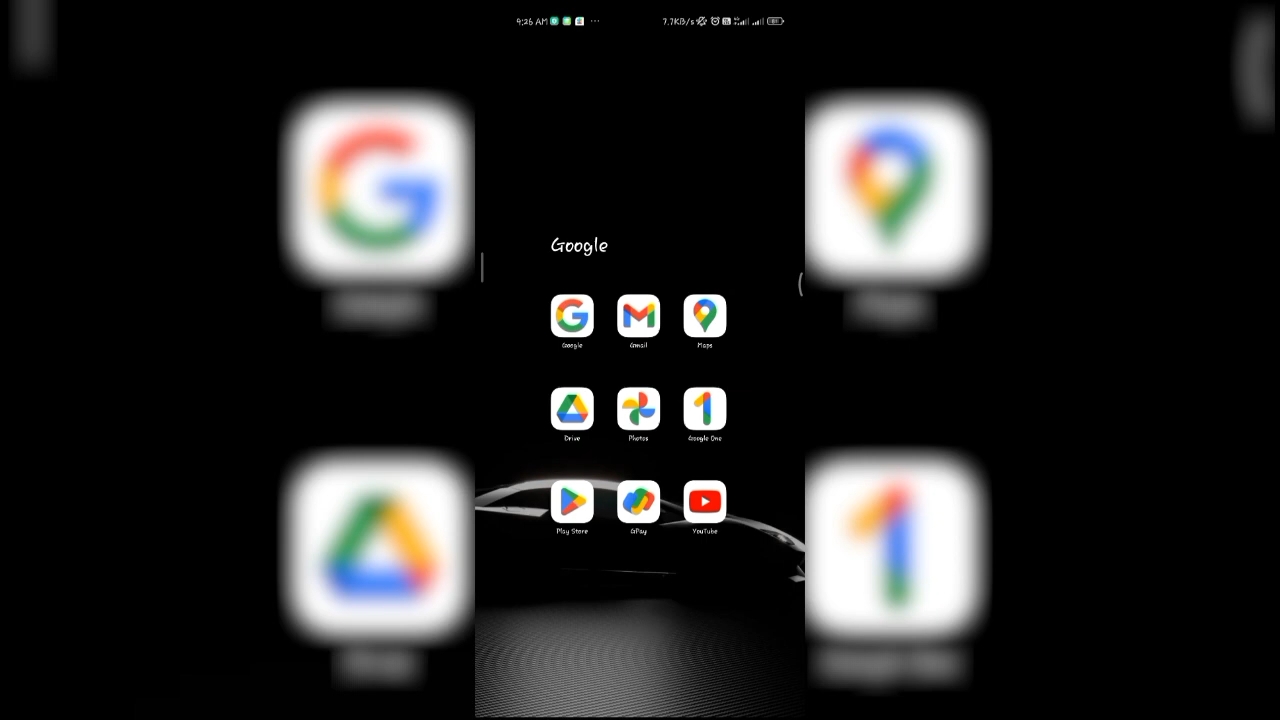 9:26 AM 7.7KB/s
Google
Google Gmail Maps
Drive Photos Google One
Play Store GPay YouTube